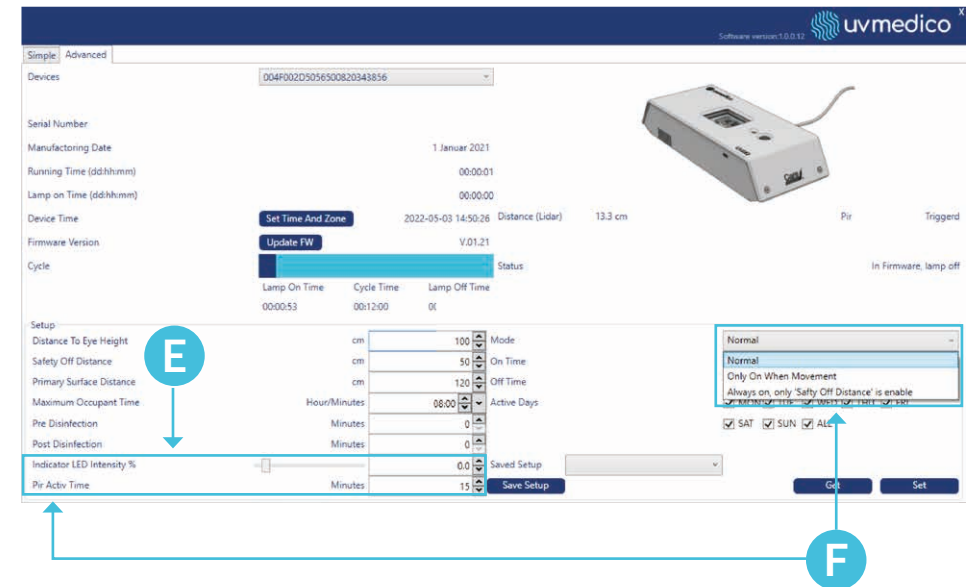 X
Software version:1.0.0.12 uvmedico
Simple Advanced
Devices 004F002D5056500820343856
Serial Number
Manufactoring Date 1 Januar 2021
Running Time (dd:hh:mm) 00:00:01
Lamp on Time (dd:hh:mm) 00:00:00
Device Time Set Time And Zone 2022-05-03 14:50:26 Distance (Lidar) 13.3 cm Pir Triggerd
Firmware Version Update FW V.01.21
Cycle Status In Firmware, lamp off
Lamp On Time Cycle Time Lamp Off Time
00:00:53 00:12:00
Setup
Distance To Eye Height cm 100 Mode Normal
Safety Off Distance cm 50 On Time Normal
Primary Surface Distance cm 120 Off Time Only On When Movement
Always on, only 'Safty Off Distance' is enable
Maximum Occupant Time Hour/Minutes 08:00 Active Days MON TUE WED THU FRI
Pre Disinfection Minutes 0 SAT SUN ALL
Post Disinfection Minutes 0
Indicator LED Intensity % 0.0 Saved Setup
Pir Activ Time Minutes 15 Save Setup Get Set
E
F